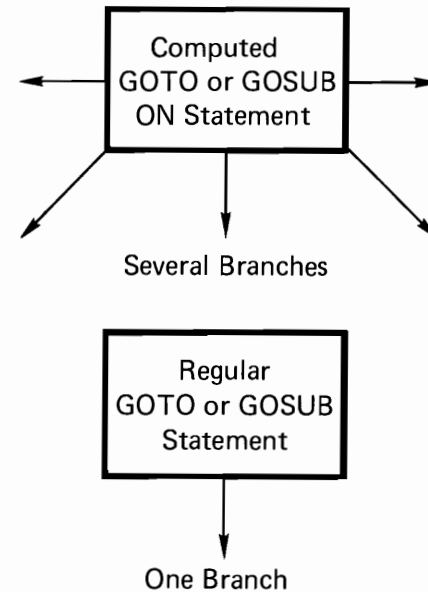 Computed
GOTO or GOSUB
ON Statement
Several Branches
Regular
GOTO or GOSUB
Statement
One Branch